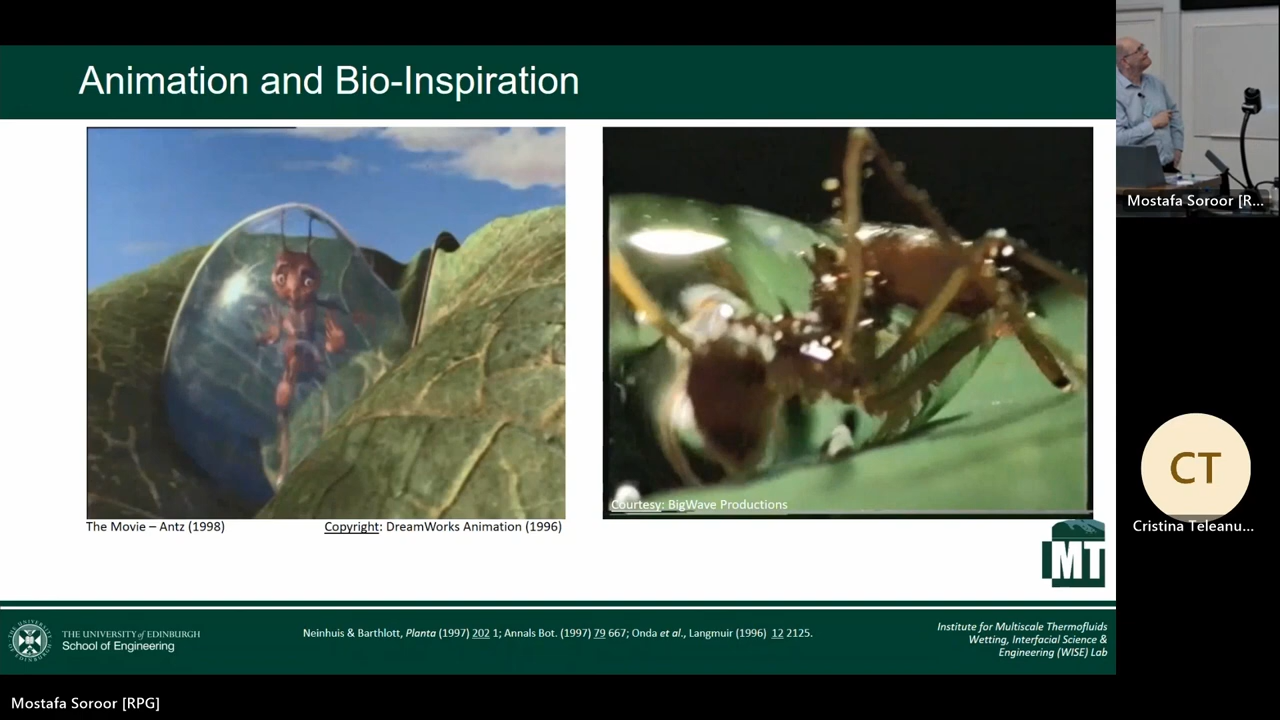 Animation and Bio-Inspiration
Courtesy: BigWave Productions
The Movie – Antz (1998)
Copyright: DreamWorks Animation (1996)
MT
THE UNIVERSITY of EDINBURGH
School of Engineering
Neinhuis & Barthlott, Planta (1997) 202 1; Annals Bot. (1997) 79 667; Onda et al., Langmuir (1996) 12 2125.
Institute for Multiscale Thermofluids
Wetting, Interfacial Science &
Engineering (WISE) Lab
Mostafa Soroor [R...
CT
Cristina Teleanu...
Mostafa Soroor [RPG]